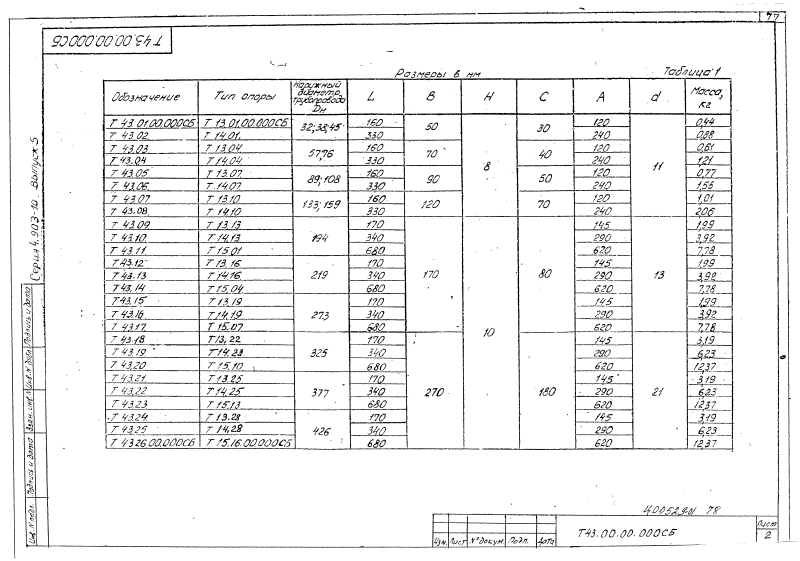 77
Т43.00.00.000СБ
Размеры в мм
Таблица 1
Обозначение Тип опоры Наружный диаметр трубопровода Dн L B H C A d Масса, кг
Т 43.01.00.000СБ Т 13.01.00.000СБ 32;38;45 160 50 8 30 120 11 0,44
Т 43.02 Т 14.01 330 240 0,88
Т 43.03 Т 13.04 57;76 160 70 40 120 0,61
Т 43.04 Т 14.04 330 240 1,21
Т 43.05 Т 13.07 89;108 160 90 50 120 0,77
Т 43.06 Т 14.07 330 240 1,55
Т 43.07 Т 13.10 133;159 160 120 70 120 1,01
Т 43.08 Т 14.10 330 240 2,06
Т 43.09 Т 13.13 194 170 170 10 80 145 13 1,99
Т 43.10 Т 14.13 340 290 3,92
Т 43.11 Т 15.01 680 620 7,78
Т 43.12 Т 13.16 219 170 145 1,99
Т 43.13 Т 14.16 340 290 3,92
Т 43.14 Т 15.04 680 620 7,78
Т 43.15 Т 13.19 273 170 145 1,99
Т 43.16 Т 14.19 340 290 3,92
Т 43.17 Т 15.07 680 620 7,78
Т 43.18 Т 13.22 325 170 270 180 145 21 3,19
Т 43.19 Т 14.23 340 290 6,23
Т 43.20 Т 15.10 680 620 12,37
Т 43.21 Т 13.25 377 170 145 3,19
Т 43.22 Т 14.25 340 290 6,23
Т 43.23 Т 15.13 680 620 12,37
Т 43.24 Т 13.28 426 170 145 3,19
Т 43.25 Т 14.28 340 290 6,23
Т 43.26.00.000СБ Т 15.16.00.000СБ 680 620 12,37
Серия 4.903-10. Выпуск 5
Инв. N подл. Подпись и дата Взам. инв. N Инв. N дубл. Подпись и дата
78
Изм. Лист N° докум. Подп. Дата
Т43.00.00.000СБ
Лист
2